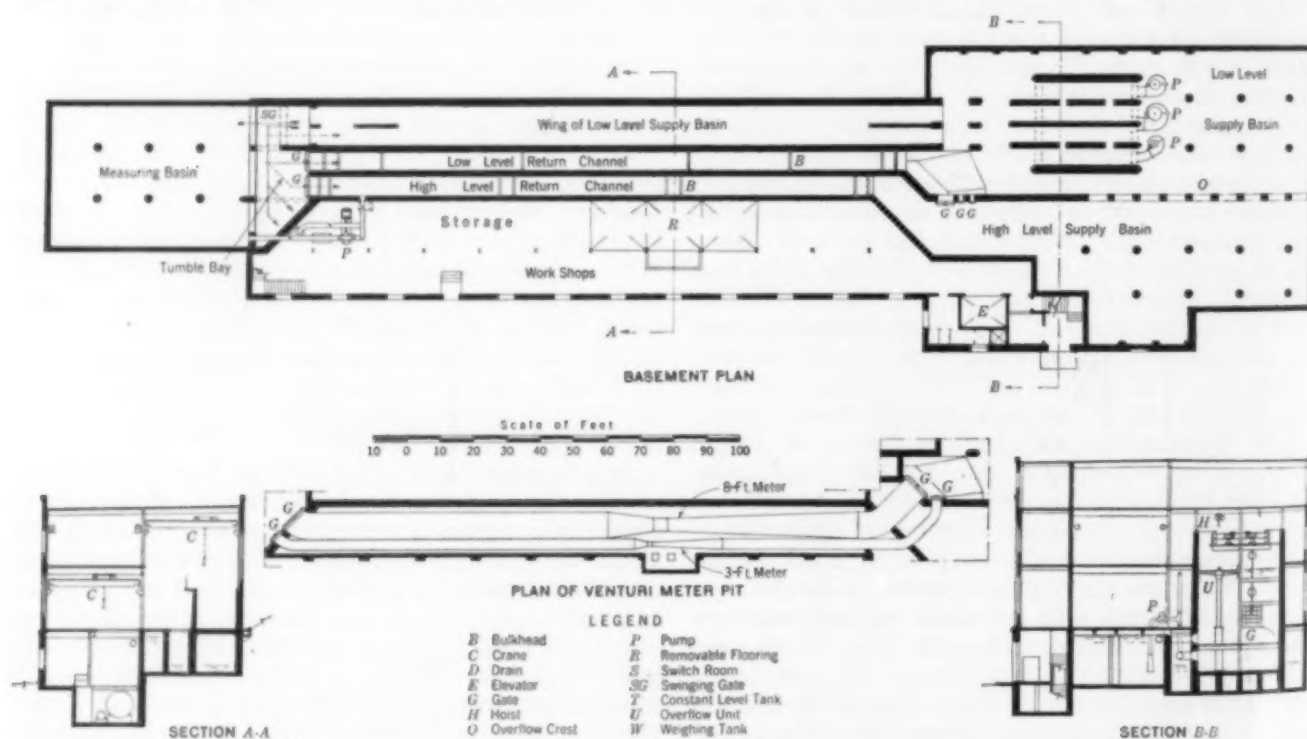 B
A
Low Level
P
SG
Wing of Low Level Supply Basin
P
Supply Basin
Measuring Basin
G
Low Level Return Channel
B
P
G
High Level Return Channel
B
O
G G G
Storage
R
High Level Supply Basin
P
Tumble Bay
Work Shops
E
A
BASEMENT PLAN
B
Scale of Feet
10 0 10 20 30 40 50 60 70 80 90 100
8-Ft. Meter
G
G
G
G
3-Ft. Meter
PLAN OF VENTURI METER PIT
C
C
SECTION A-A
LEGEND
B Bulkhead
C Crane
D Drain
E Elevator
G Gate
H Hoist
O Overflow Crest
P Pump
R Removable Flooring
S Switch Room
SG Swinging Gate
T Constant Level Tank
U Overflow Unit
W Weighing Tank
H
U
P
G
SECTION B-B